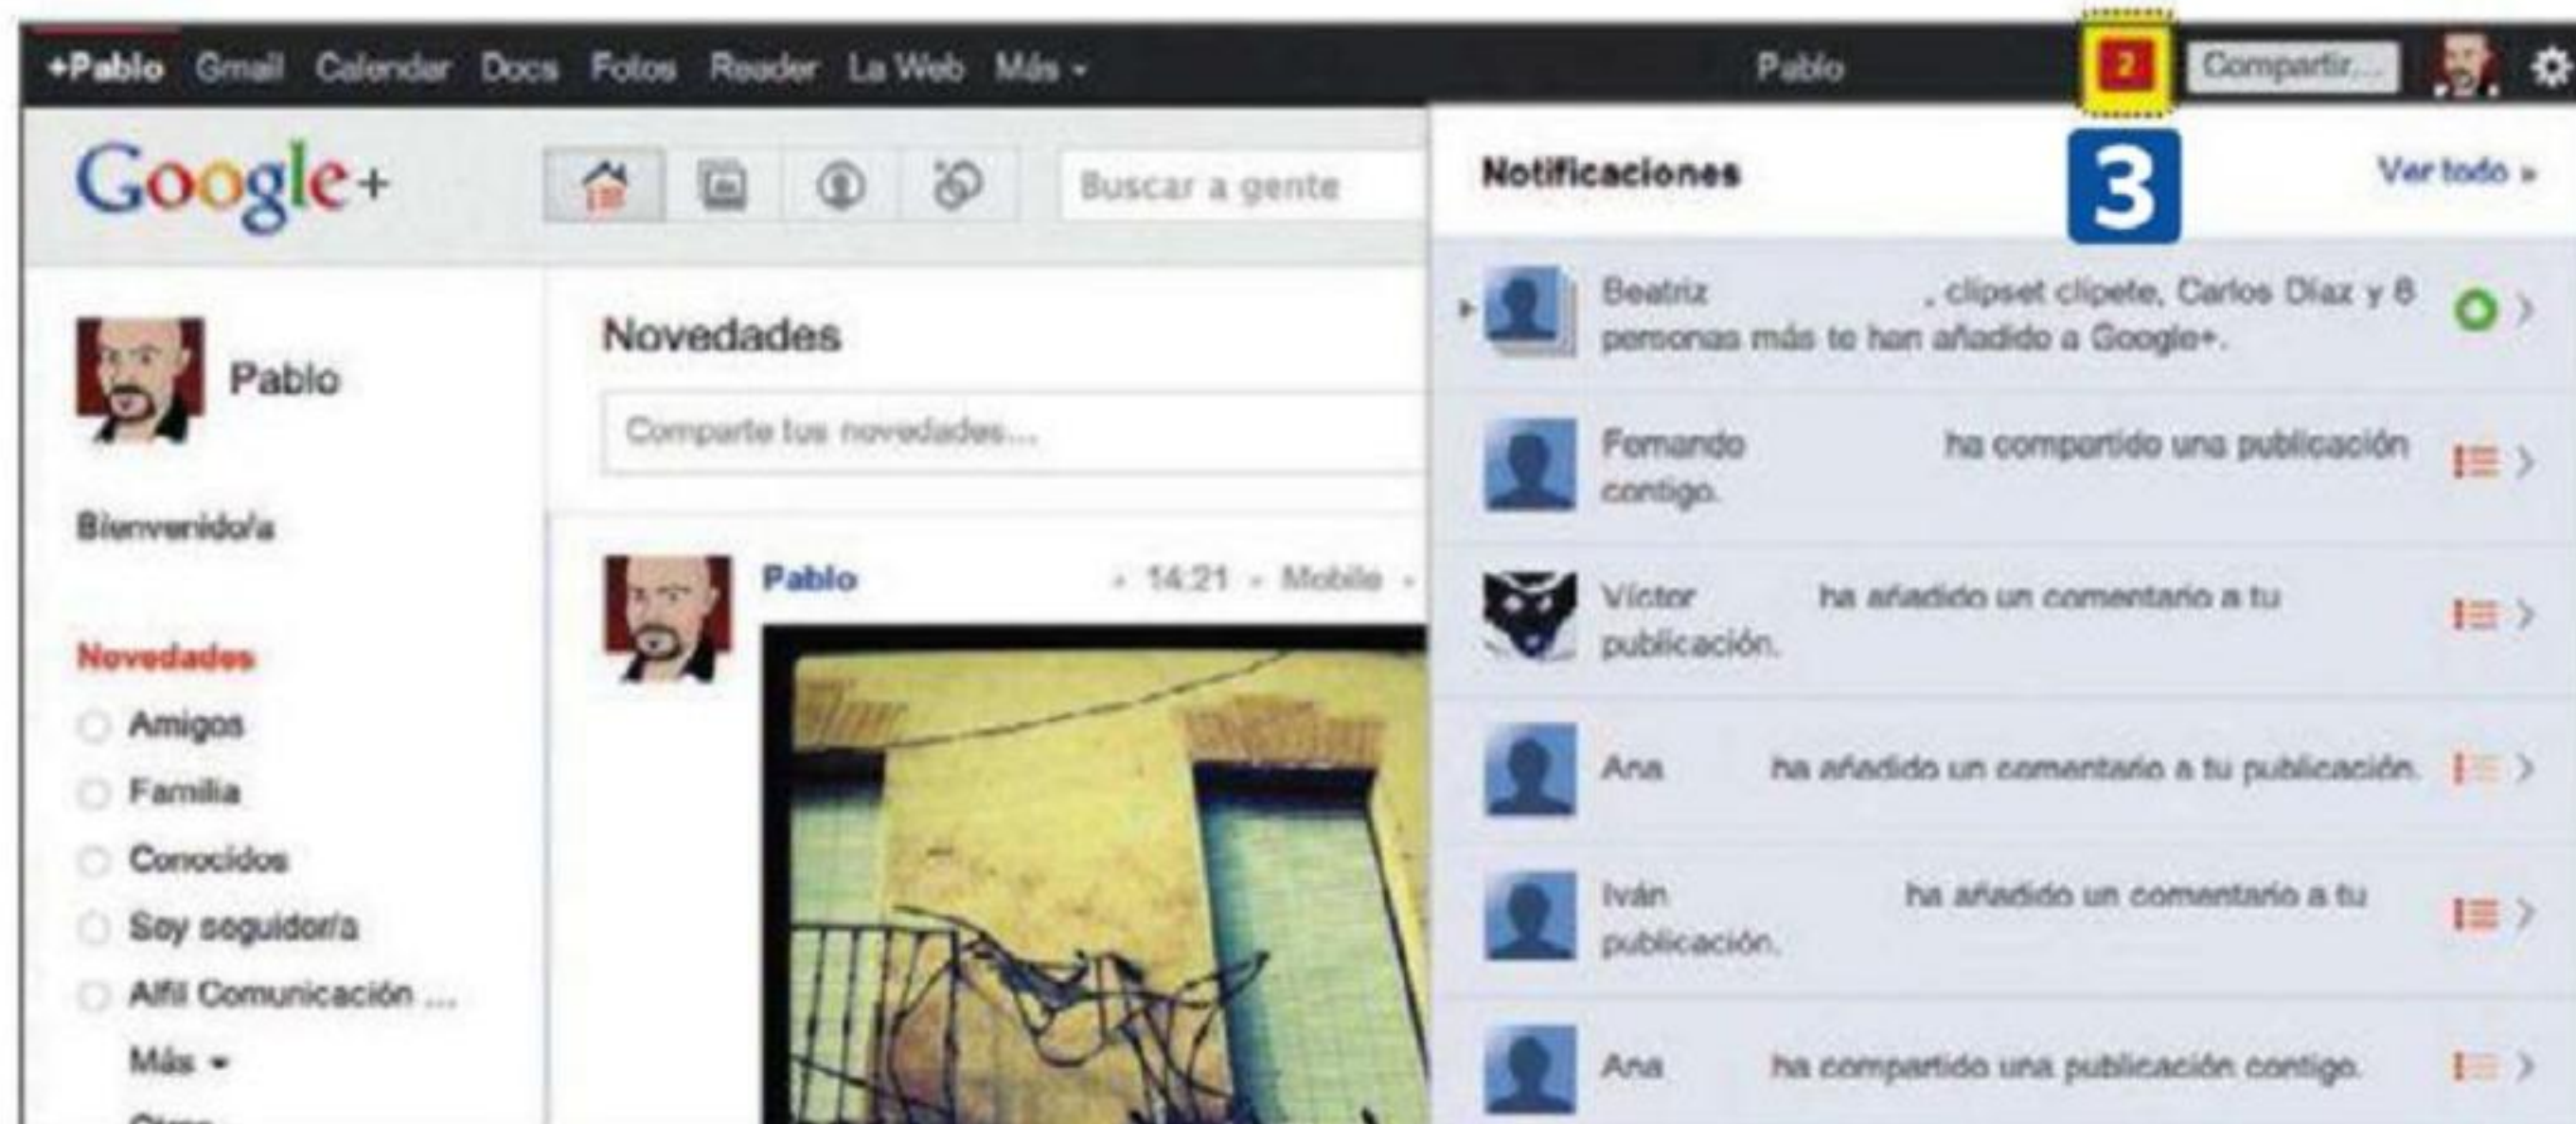 +Pablo Gmail Calendar Docs Fotos Reader La Web Más
Pablo 2 Compartir...
Google+
Buscar a gente
Pablo
Bienvenido/a
Novedades
Amigos
Familia
Conocidos
Soy seguidor/a
Alfil Comunicación ...
Más
Novedades
Comparte tus novedades...
Pablo - 14:21 - Mobile -
Notificaciones
3
Ver todo »
Beatriz , clipset clipete, Carlos Díaz y 8
personas más te han añadido a Google+.
Fernando ha compartido una publicación
contigo.
Víctor ha añadido un comentario a tu
publicación.
Ana ha añadido un comentario a tu publicación.
Iván ha añadido un comentario a tu
publicación.
Ana ha compartido una publicación contigo.